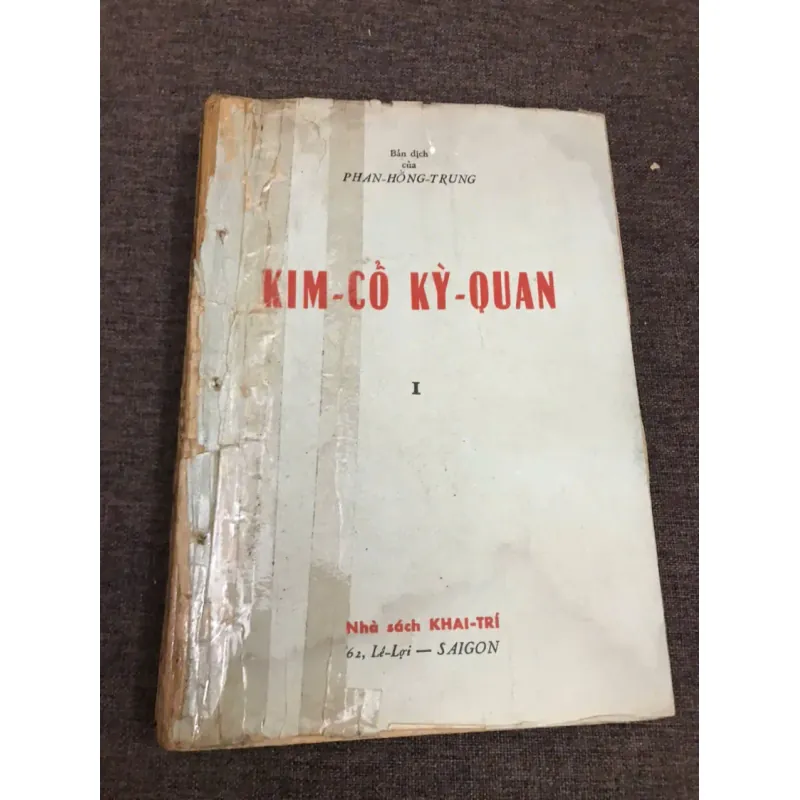 Bản dịch
của
PHAN-HỒNG-TRUNG
KIM-CỔ KỲ-QUAN
I
Nhà sách KHAI-TRÍ
62, Lê-Lợi — SAIGON